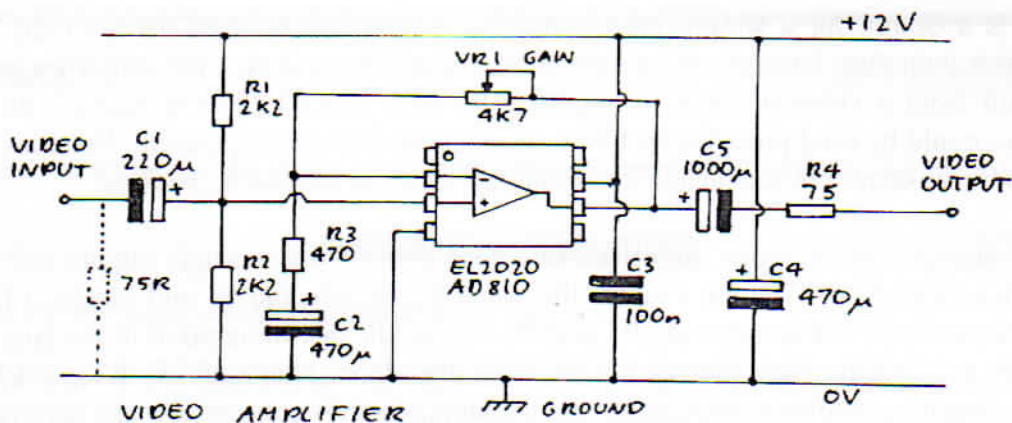 +12V
VR1 GAIN
4k7
R1
2K2
C1
220μ
VIDEO
INPUT
+
C5
1000μ
+
R4
75
VIDEO
OUTPUT
-
+
R3
470
EL2020
AD810
R2
2K2
75R
+
C2
470μ
C3
100n
+
C4
470μ
0V
VIDEO AMPLIFIER
GROUND